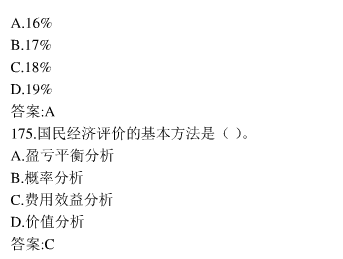 A.16%
B.17%
C.18%
D.19%
答案:A
175.国民经济评价的基本方法是（ ）。
A.盈亏平衡分析
B.概率分析
C.费用效益分析
D.价值分析
答案:C